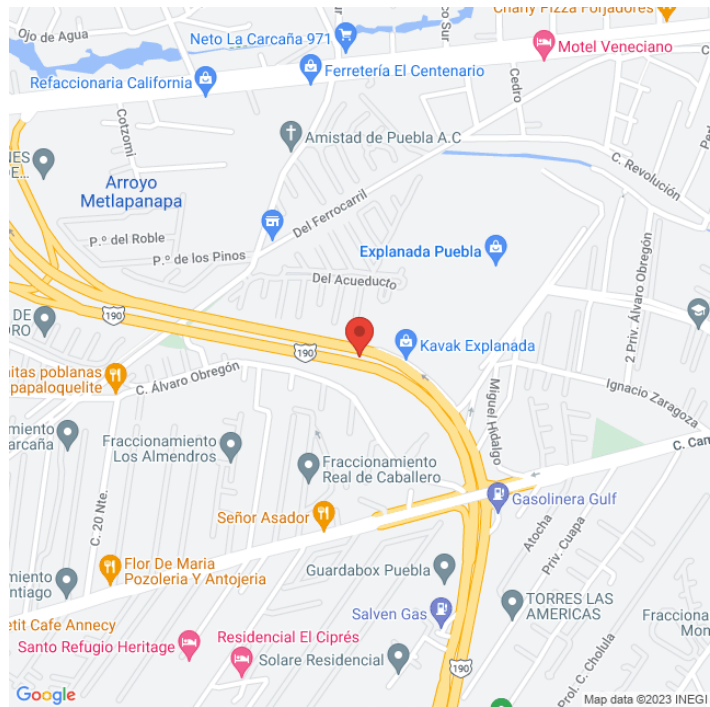 Ojo de Agua
Neto La Carcaña 971
Chany Pizza Forjadores
Motel Veneciano
Refaccionaria California
Ferretería El Centenario
Cotzomi
Cedro
Amistad de Puebla A.C
C. Revolución
Arroyo
Metlapanapa
Del Ferrocarril
P.º del Roble
P.º de los Pinos
Explanada Puebla
Del Acueducto
2 Priv. Álvaro Obregón
190
190
Kavak Explanada
C. Álvaro Obregón
Ignacio Zaragoza
Miguel Hidalgo
Fraccionamiento
Los Almendros
Fraccionamiento
Real de Caballero
C. 20 Nte.
Gasolinera Gulf
Señor Asador
Atocha
Priv. Cuapa
Flor De Maria
Pozoleria Y Antojeria
Guardabox Puebla
TORRES LAS
AMERICAS
Salven Gas
Santo Refugio Heritage
Residencial El Ciprés
Solare Residencial
190
Prol. C. Cholula
Google
Map data ©2023 INEGI